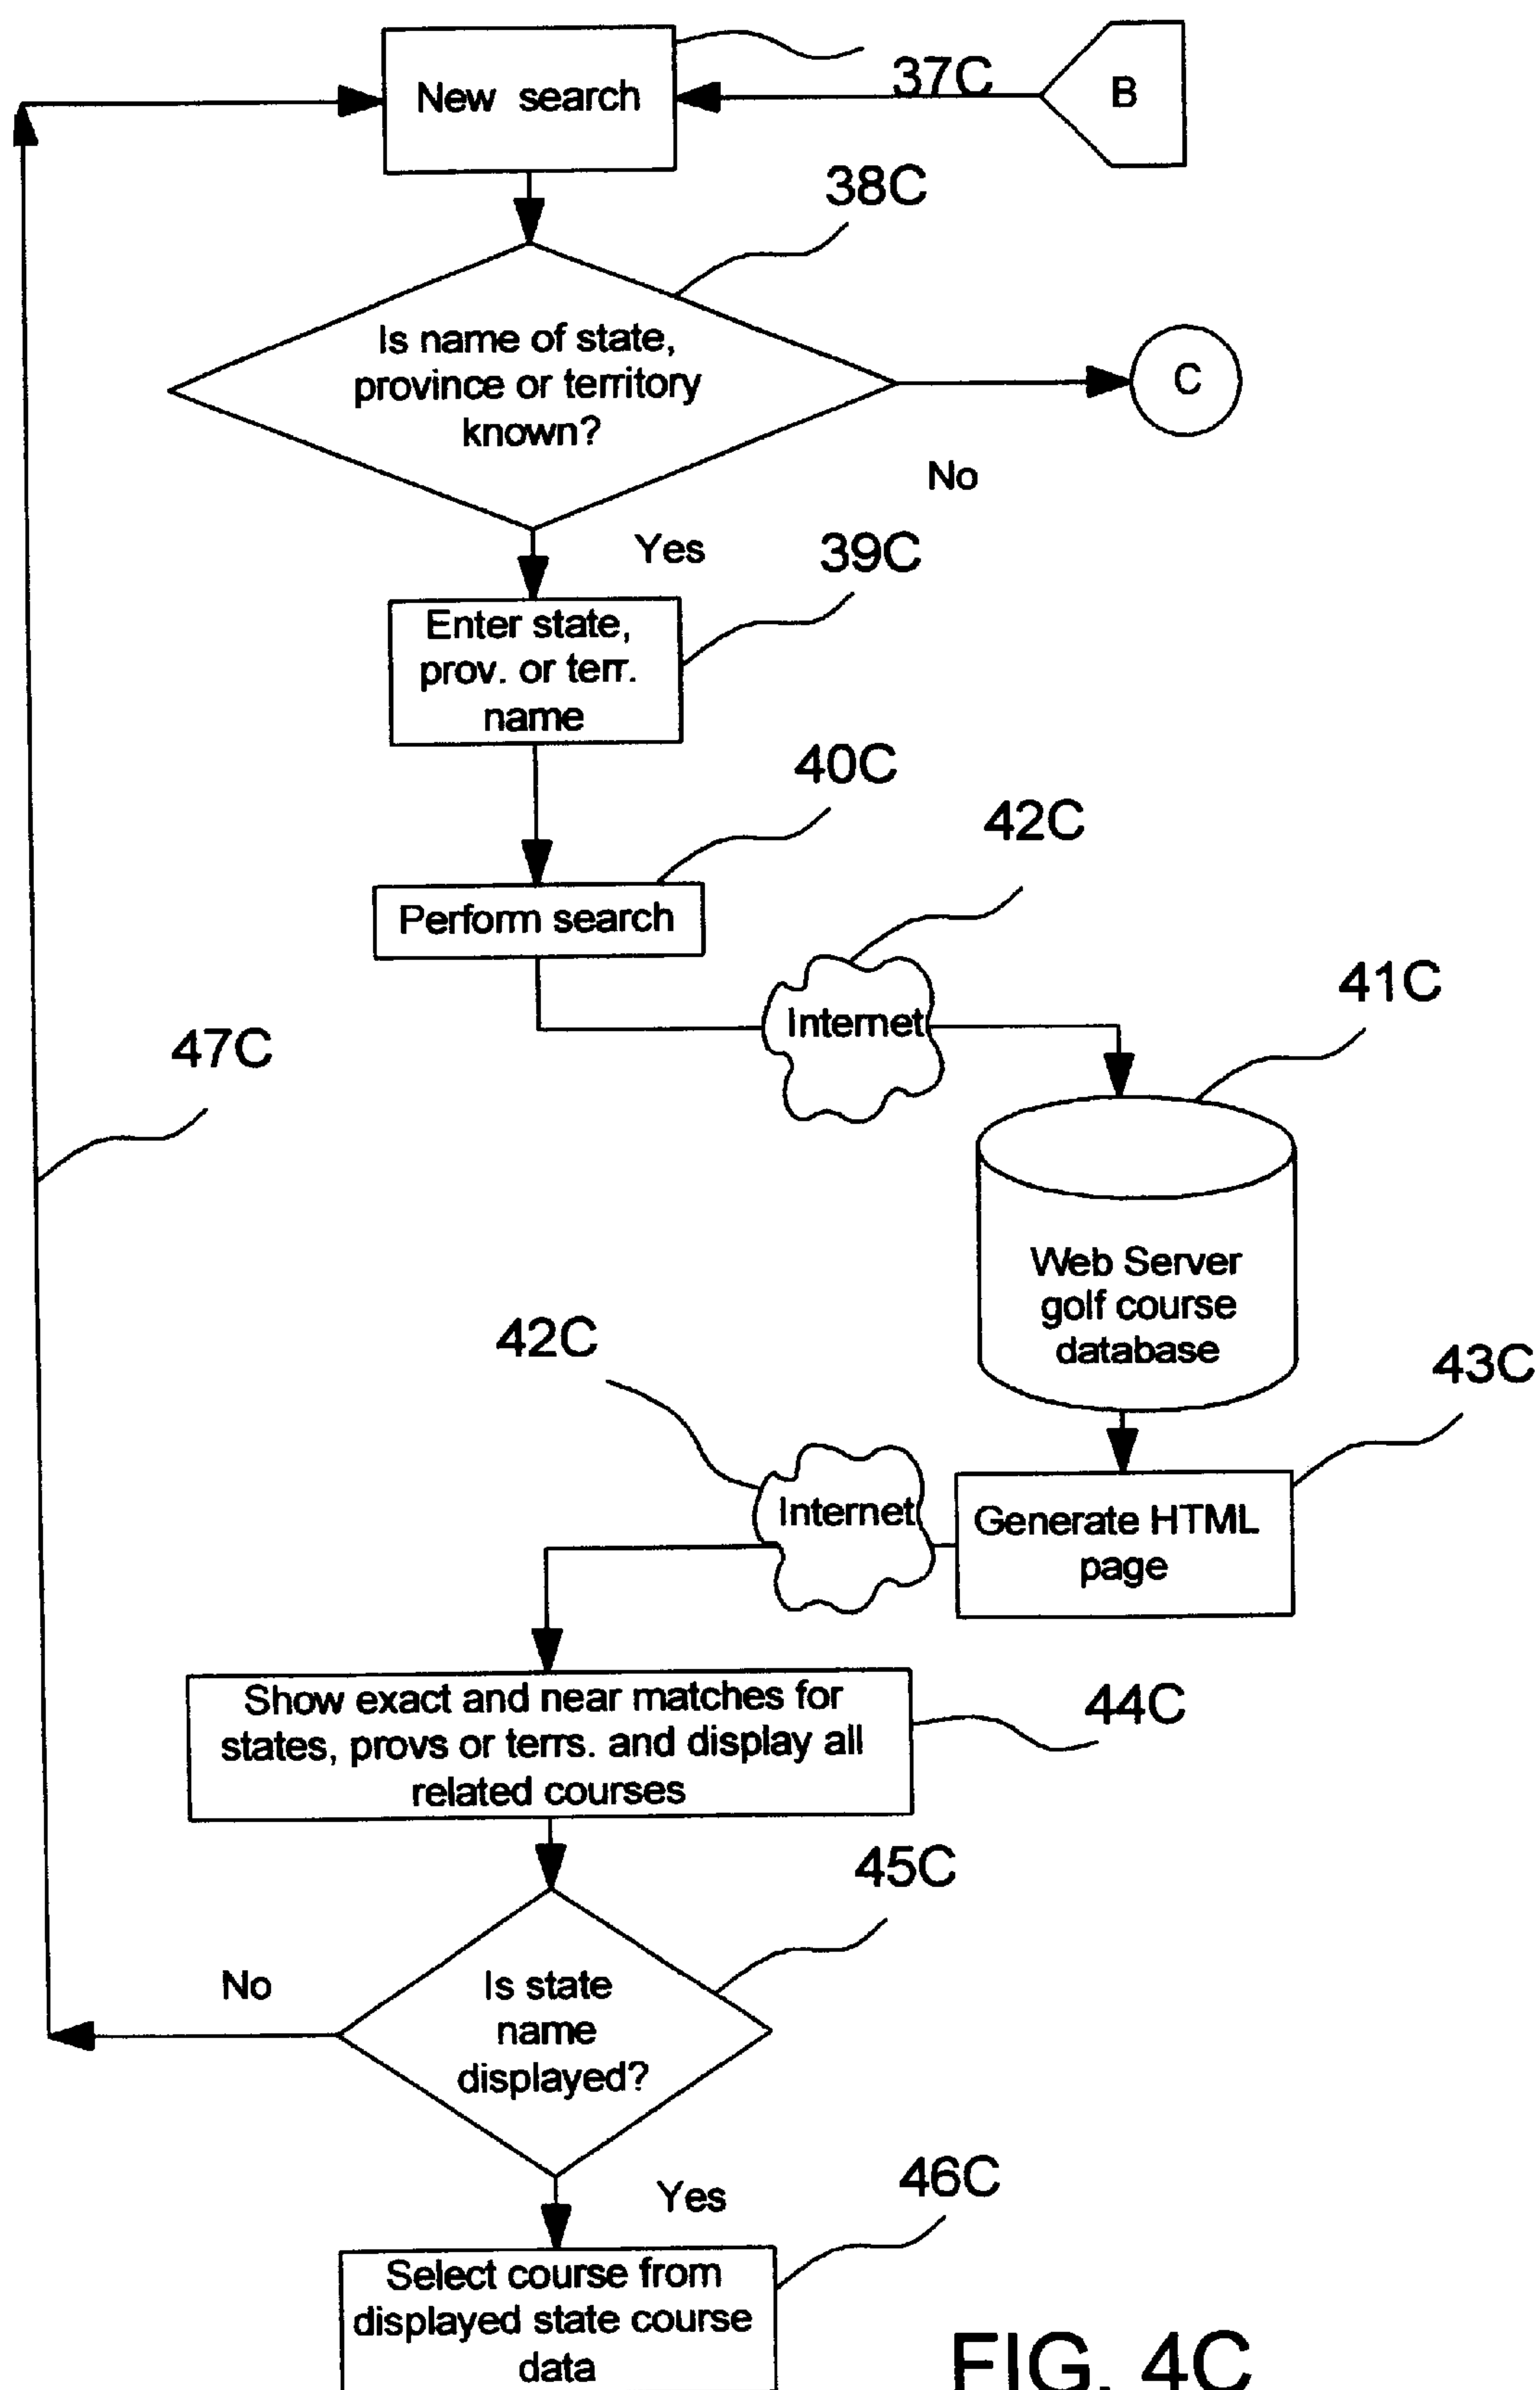 New search
37C
B
38C
Is name of state,
province or territory
known?
C
No
Yes
39C
Enter state,
prov. or terr.
name
40C
Perform search
42C
Internet
41C
47C
Web Server
golf course
database
42C
43C
Internet
Generate HTML
page
Show exact and near matches for
states, provs or terrs. and display all
related courses
44C
45C
No
Is state
name
displayed?
Yes
46C
Select course from
displayed state course
data
FIG. 4C